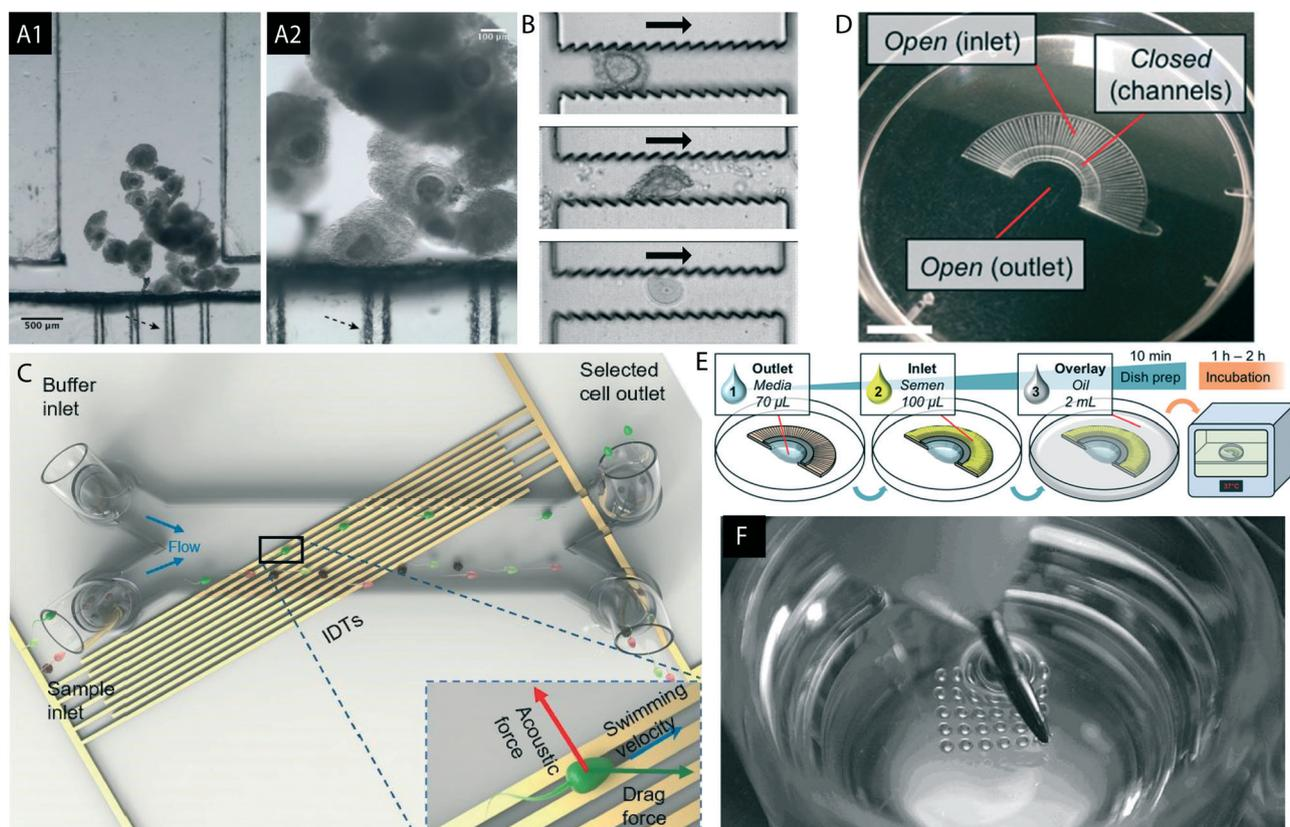 A1
500 µm
A2
100 µm
B
D
Open (inlet)
Closed
(channels)
Open (outlet)
C
Buffer
inlet
Selected
cell outlet
Flow
IDTs
Sample
inlet
Acoustic
force
Swimming
velocity
Drag
force
E
1
Outlet
Media
70 µL
2
Inlet
Semen
100 µL
3
Overlay
Oil
2 mL
10 min
Dish prep
1 h – 2 h
Incubation
37°C
F